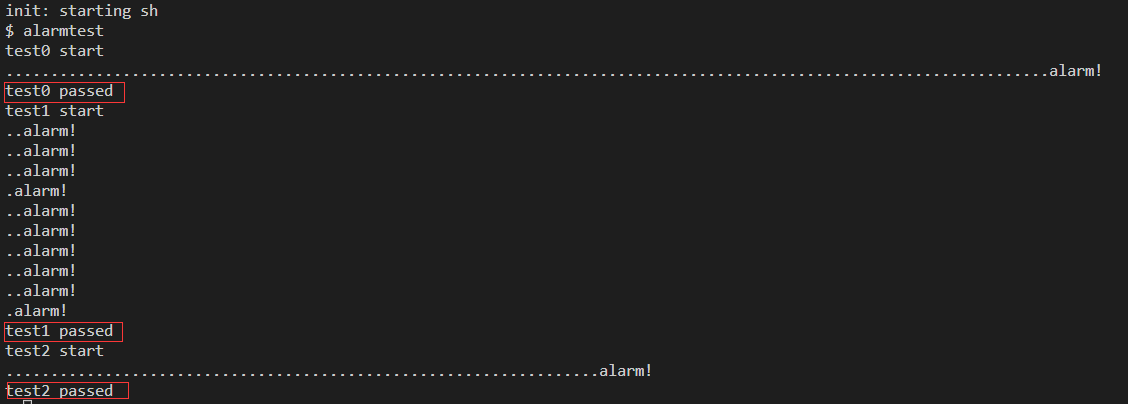 init: starting sh
$ alarmtest
test0 start
....................................................................................................................alarm!
test0 passed
test1 start
..alarm!
..alarm!
..alarm!
.alarm!
..alarm!
..alarm!
..alarm!
..alarm!
..alarm!
.alarm!
test1 passed
test2 start
..................................................................alarm!
test2 passed